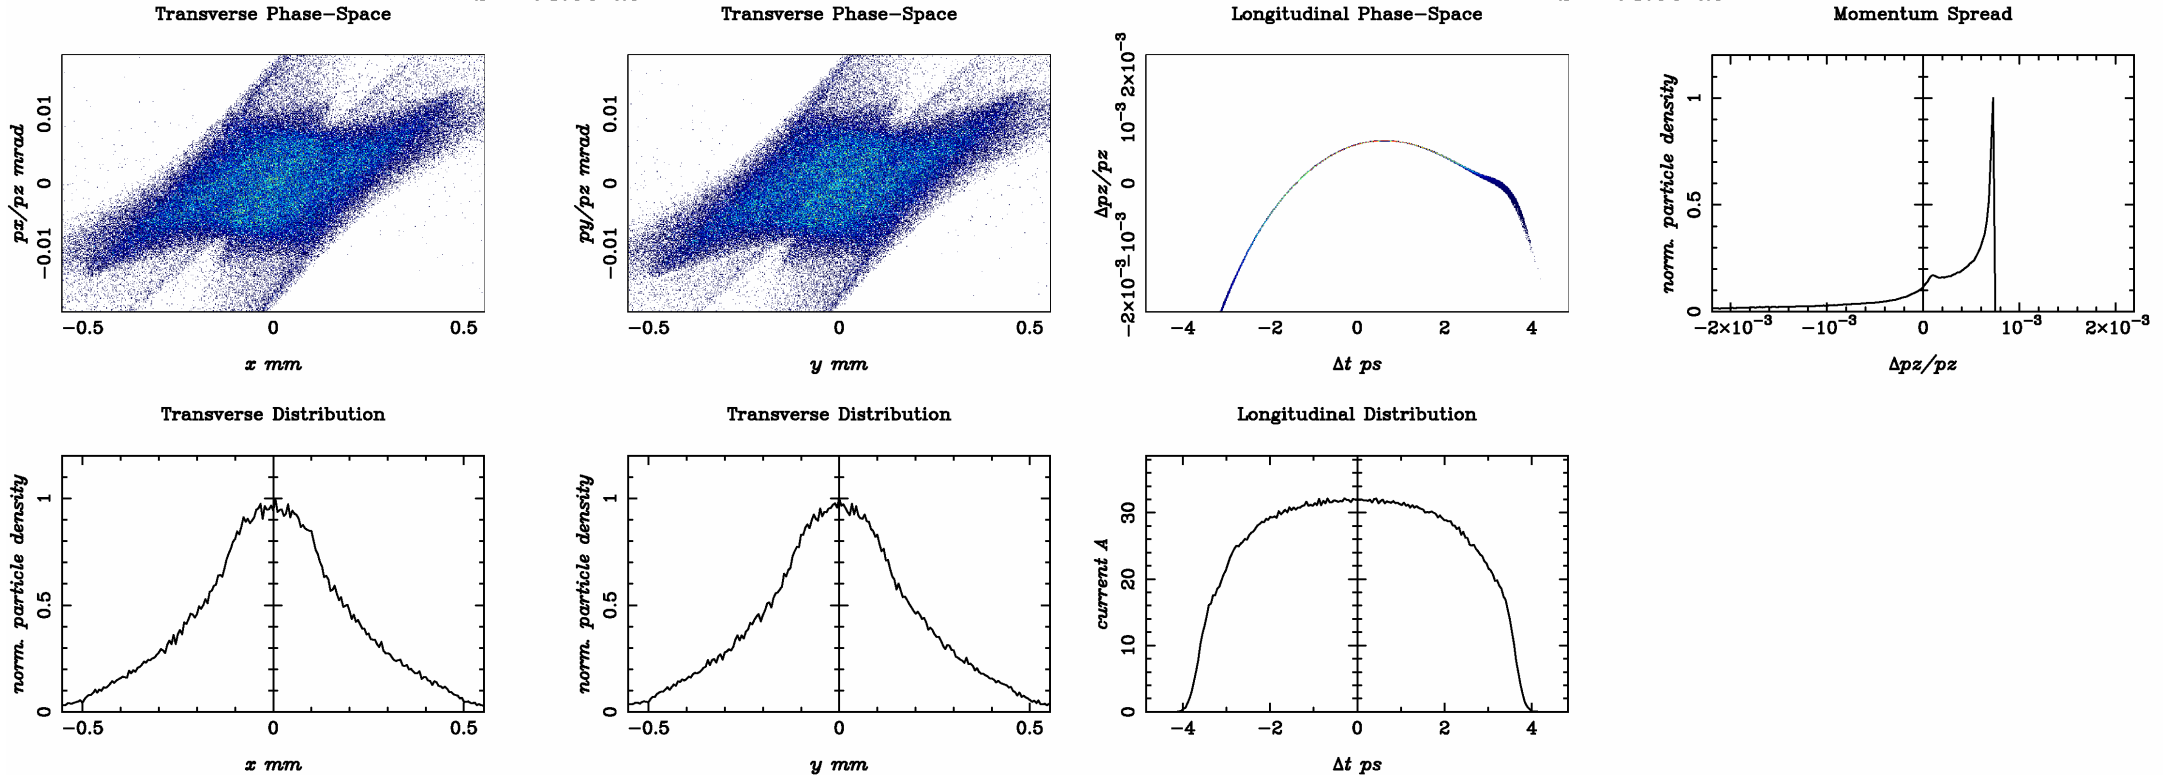 Transverse Phase-Space
px/pz mrad
0.01
0
-0.01
-0.5 0 0.5
x mm
Transverse Phase-Space
py/pz mrad
0.01
0
-0.01
-0.5 0 0.5
y mm
Longitudinal Phase-Space
Δpz/pz
2×10⁻³
10⁻³
0
-10⁻³
-2×10⁻³
-4 -2 0 2 4
Δt ps
Momentum Spread
norm. particle density
1
0.5
0
-2×10⁻³ -10⁻³ 0 10⁻³ 2×10⁻³
Δpz/pz
Transverse Distribution
norm. particle density
1
0.5
0
-0.5 0 0.5
x mm
Transverse Distribution
norm. particle density
1
0.5
0
-0.5 0 0.5
y mm
Longitudinal Distribution
current A
30
20
10
0
-4 -2 0 2 4
Δt ps